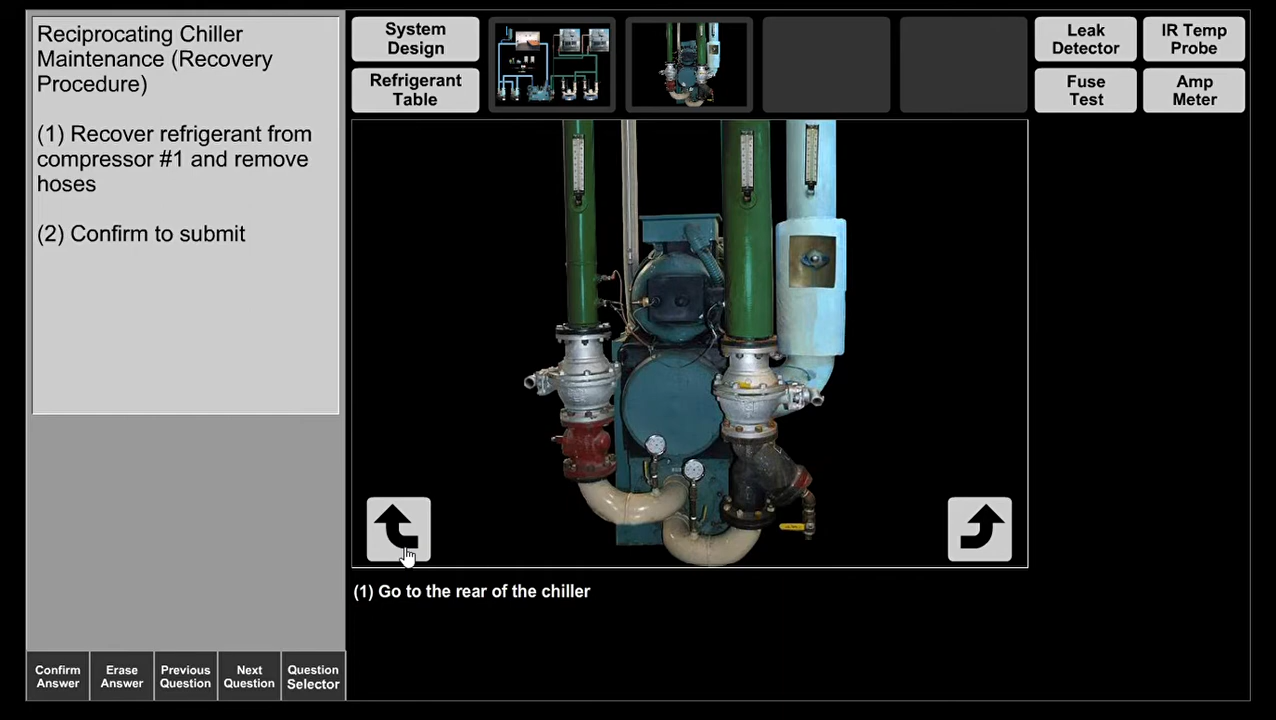 Reciprocating Chiller
Maintenance (Recovery
Procedure)
(1) Recover refrigerant from
compressor #1 and remove
hoses
(2) Confirm to submit
System
Design
Refrigerant
Table
Leak
Detector
IR Temp
Probe
Fuse
Test
Amp
Meter
(1) Go to the rear of the chiller
Confirm
Answer
Erase
Answer
Previous
Question
Next
Question
Question
Selector